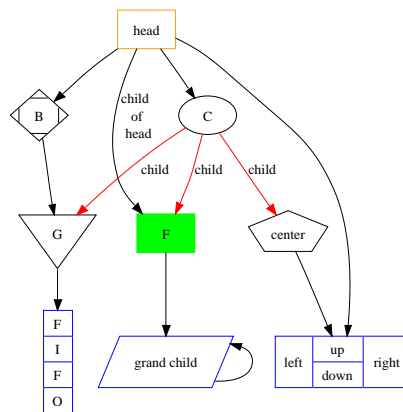 head
B
child
of
head
C
child
child
child
G
F
center
F
I
F
O
grand child
left
up
down
right